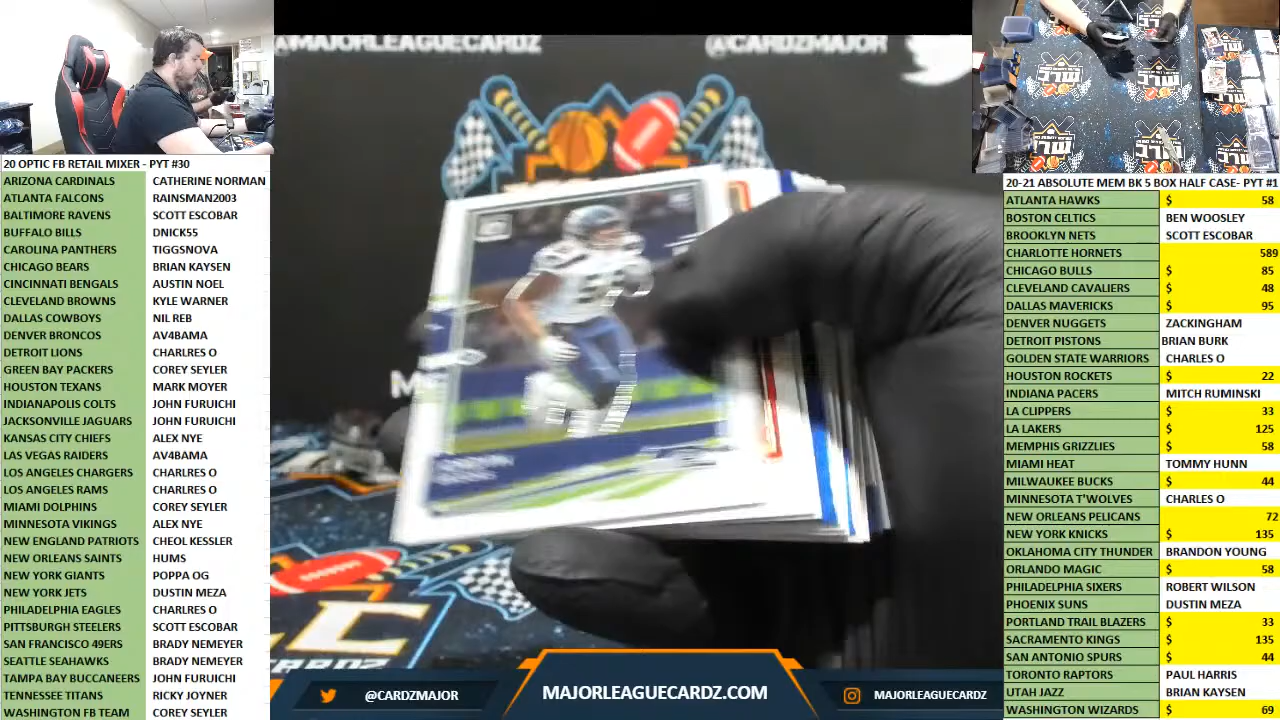 @MAJORLEAGUECARDZ
@CARDZMAJOR
20 OPTIC FB RETAIL MIXER - PYT #30
ARIZONA CARDINALS CATHERINE NORMAN
ATLANTA FALCONS RAINSMAN2003
BALTIMORE RAVENS SCOTT ESCOBAR
BUFFALO BILLS DNICK55
CAROLINA PANTHERS TIGGSNOVA
CHICAGO BEARS BRIAN KAYSEN
CINCINNATI BENGALS AUSTIN NOEL
CLEVELAND BROWNS KYLE WARNER
DALLAS COWBOYS NIL REB
DENVER BRONCOS AV4BAMA
DETROIT LIONS CHARLRES O
GREEN BAY PACKERS COREY SEYLER
HOUSTON TEXANS MARK MOYER
INDIANAPOLIS COLTS JOHN FURUICHI
JACKSONVILLE JAGUARS JOHN FURUICHI
KANSAS CITY CHIEFS ALEX NYE
LAS VEGAS RAIDERS AV4BAMA
LOS ANGELES CHARGERS CHARLRES O
LOS ANGELES RAMS CHARLRES O
MIAMI DOLPHINS COREY SEYLER
MINNESOTA VIKINGS ALEX NYE
NEW ENGLAND PATRIOTS CHEOL KESSLER
NEW ORLEANS SAINTS HUMS
NEW YORK GIANTS POPPA OG
NEW YORK JETS DUSTIN MEZA
PHILADELPHIA EAGLES CHARLRES O
PITTSBURGH STEELERS SCOTT ESCOBAR
SAN FRANCISCO 49ERS BRADY NEMEYER
SEATTLE SEAHAWKS BRADY NEMEYER
TAMPA BAY BUCCANEERS JOHN FURUICHI
TENNESSEE TITANS RICKY JOYNER
WASHINGTON FB TEAM COREY SEYLER
20-21 ABSOLUTE MEM BK 5 BOX HALF CASE- PYT #1
ATLANTA HAWKS $ 58
BOSTON CELTICS BEN WOOSLEY
BROOKLYN NETS SCOTT ESCOBAR
CHARLOTTE HORNETS 589
CHICAGO BULLS $ 85
CLEVELAND CAVALIERS $ 48
DALLAS MAVERICKS $ 95
DENVER NUGGETS ZACKINGHAM
DETROIT PISTONS BRIAN BURK
GOLDEN STATE WARRIORS CHARLES O
HOUSTON ROCKETS $ 22
INDIANA PACERS MITCH RUMINSKI
LA CLIPPERS $ 33
LA LAKERS $ 125
MEMPHIS GRIZZLIES $ 58
MIAMI HEAT TOMMY HUNN
MILWAUKEE BUCKS $ 44
MINNESOTA T'WOLVES CHARLES O
NEW ORLEANS PELICANS 72
NEW YORK KNICKS $ 135
OKLAHOMA CITY THUNDER BRANDON YOUNG
ORLANDO MAGIC $ 58
PHILADELPHIA SIXERS ROBERT WILSON
PHOENIX SUNS DUSTIN MEZA
PORTLAND TRAIL BLAZERS $ 33
SACRAMENTO KINGS $ 135
SAN ANTONIO SPURS $ 44
TORONTO RAPTORS PAUL HARRIS
UTAH JAZZ BRIAN KAYSEN
WASHINGTON WIZARDS $ 69
@CARDZMAJOR
MAJORLEAGUECARDZ.COM
MAJORLEAGUECARDZ